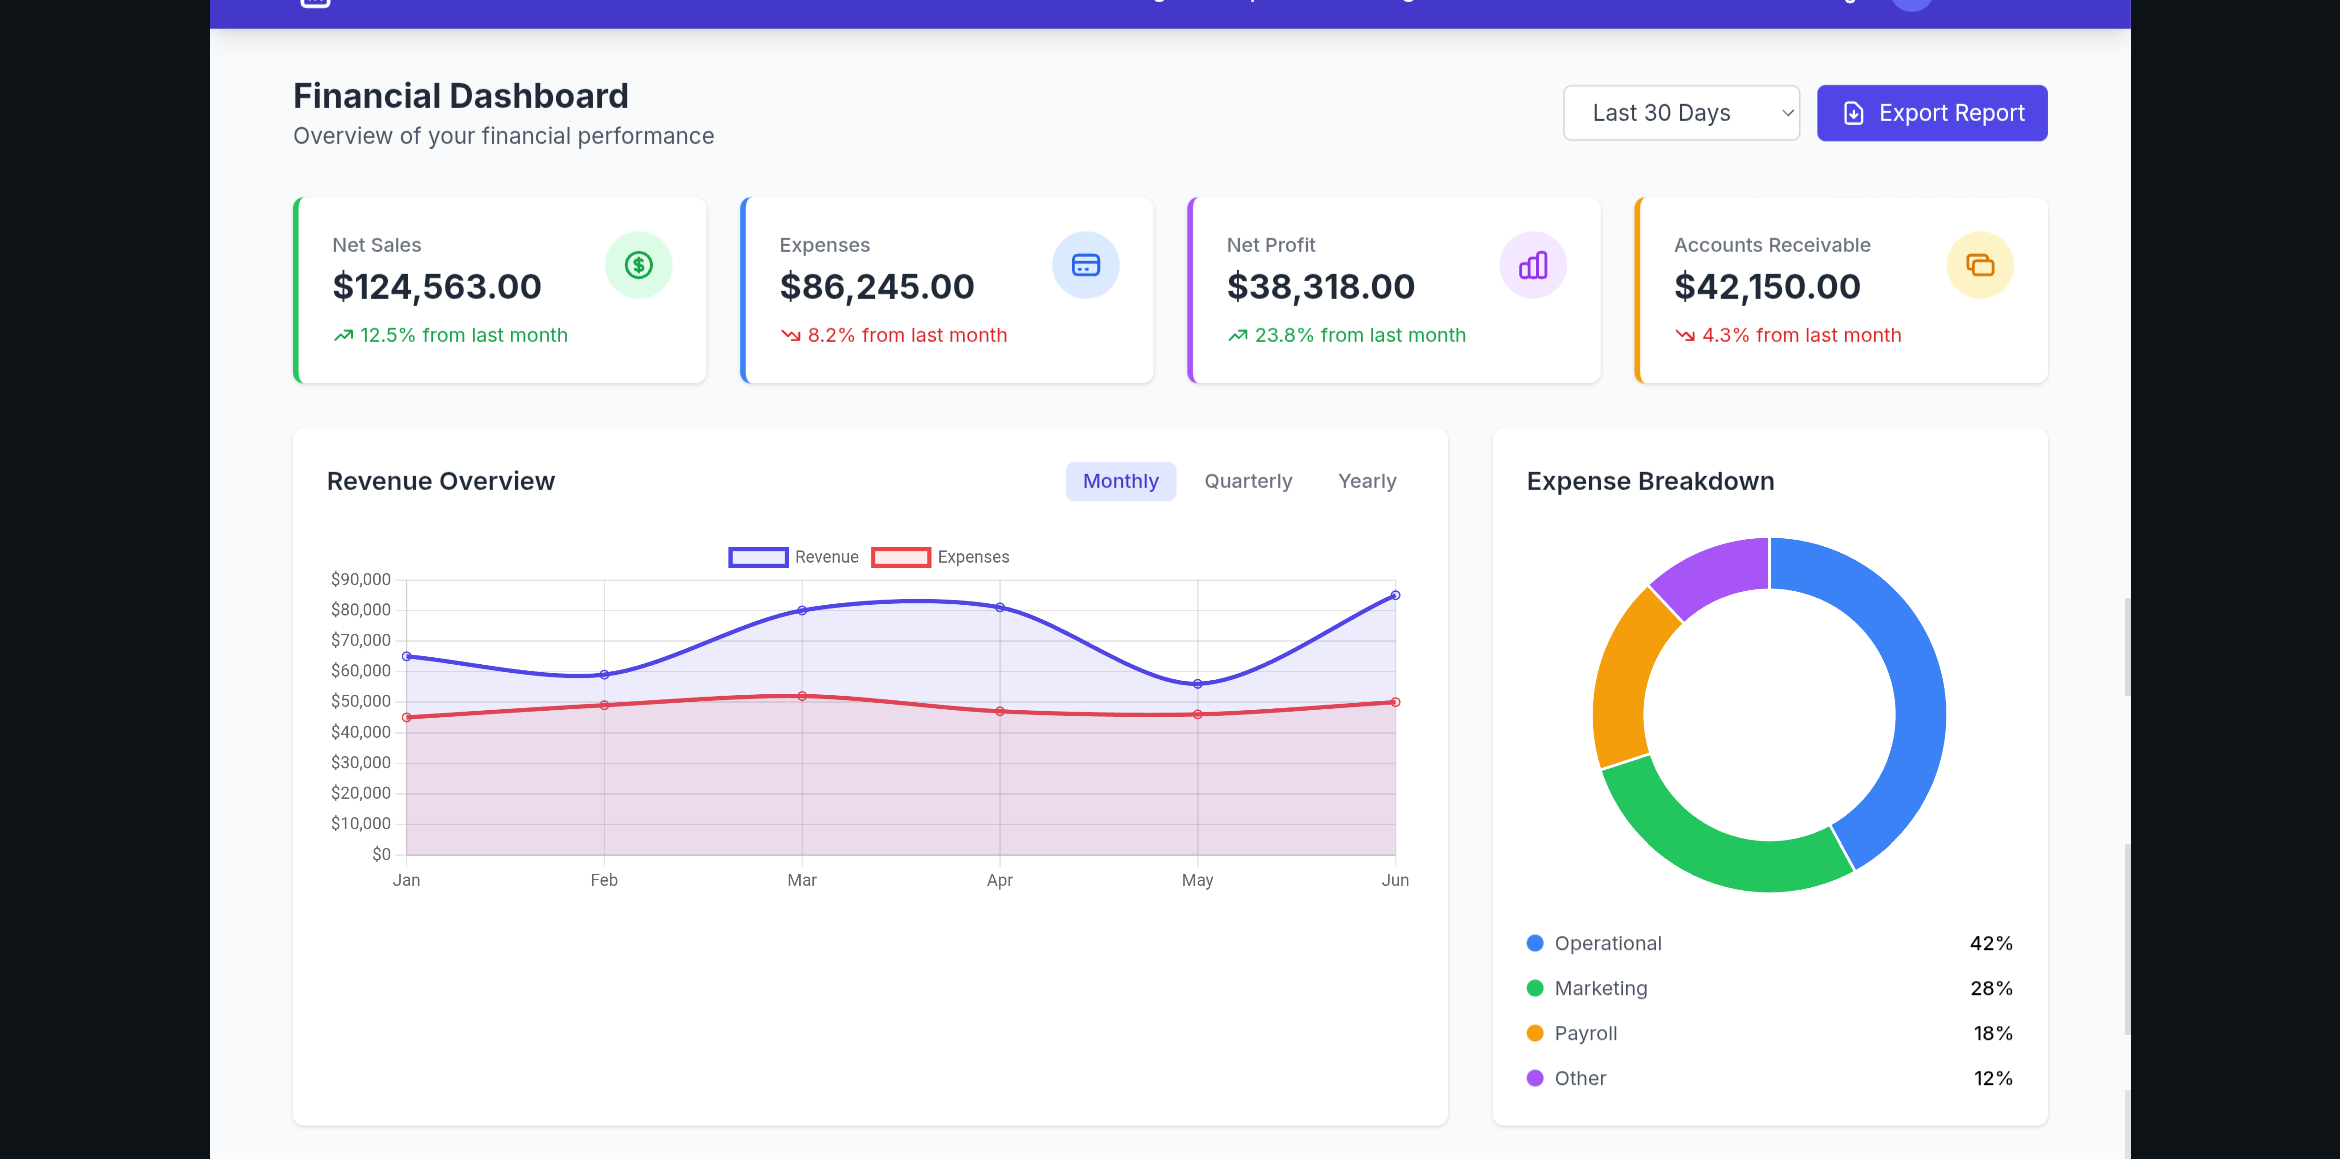 Financial Dashboard
Overview of your financial performance
Last 30 Days
Export Report
Net Sales
$124,563.00
12.5% from last month
Expenses
$86,245.00
8.2% from last month
Net Profit
$38,318.00
23.8% from last month
Accounts Receivable
$42,150.00
4.3% from last month
Revenue Overview
Monthly
Quarterly
Yearly
Revenue
Expenses
$90,000
$80,000
$70,000
$60,000
$50,000
$40,000
$30,000
$20,000
$10,000
$0
Jan
Feb
Mar
Apr
May
Jun
Expense Breakdown
Operational 42%
Marketing 28%
Payroll 18%
Other 12%